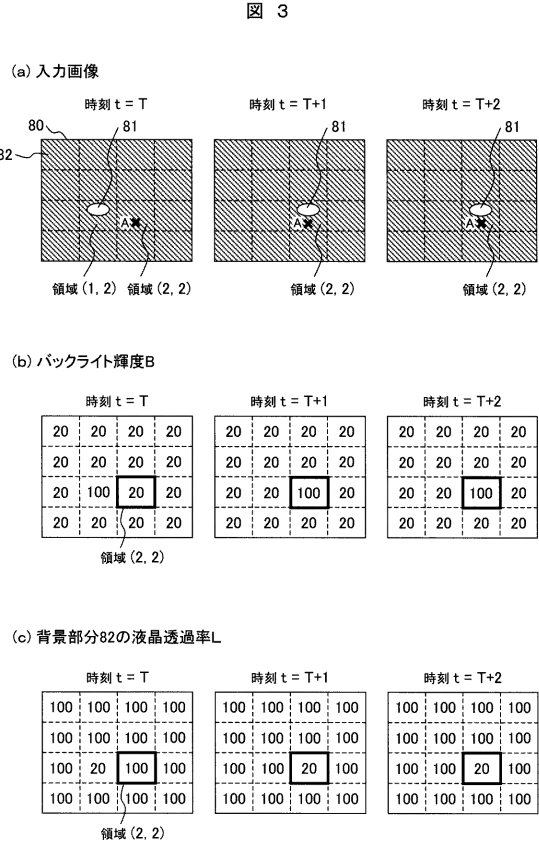 図 3
(a) 入力画像
時刻 t = T 時刻 t = T+1 時刻 t = T+2
80 81 81 81
82
A✖ A✖ A✖
領域(1, 2) 領域(2, 2) 領域(2, 2) 領域(2, 2)
(b) バックライト輝度B
時刻 t = T 時刻 t = T+1 時刻 t = T+2
20 20 20 20 20 20 20 20 20 20 20 20
20 20 20 20 20 20 20 20 20 20 20 20
20 100 20 20 20 20 100 20 20 20 100 20
20 20 20 20 20 20 20 20 20 20 20 20
領域(2, 2)
(c) 背景部分82の液晶透過率L
時刻 t = T 時刻 t = T+1 時刻 t = T+2
100 100 100 100 100 100 100 100 100 100 100 100
100 100 100 100 100 100 100 100 100 100 100 100
100 20 100 100 100 100 20 100 100 100 20 100
100 100 100 100 100 100 100 100 100 100 100 100
領域(2, 2)